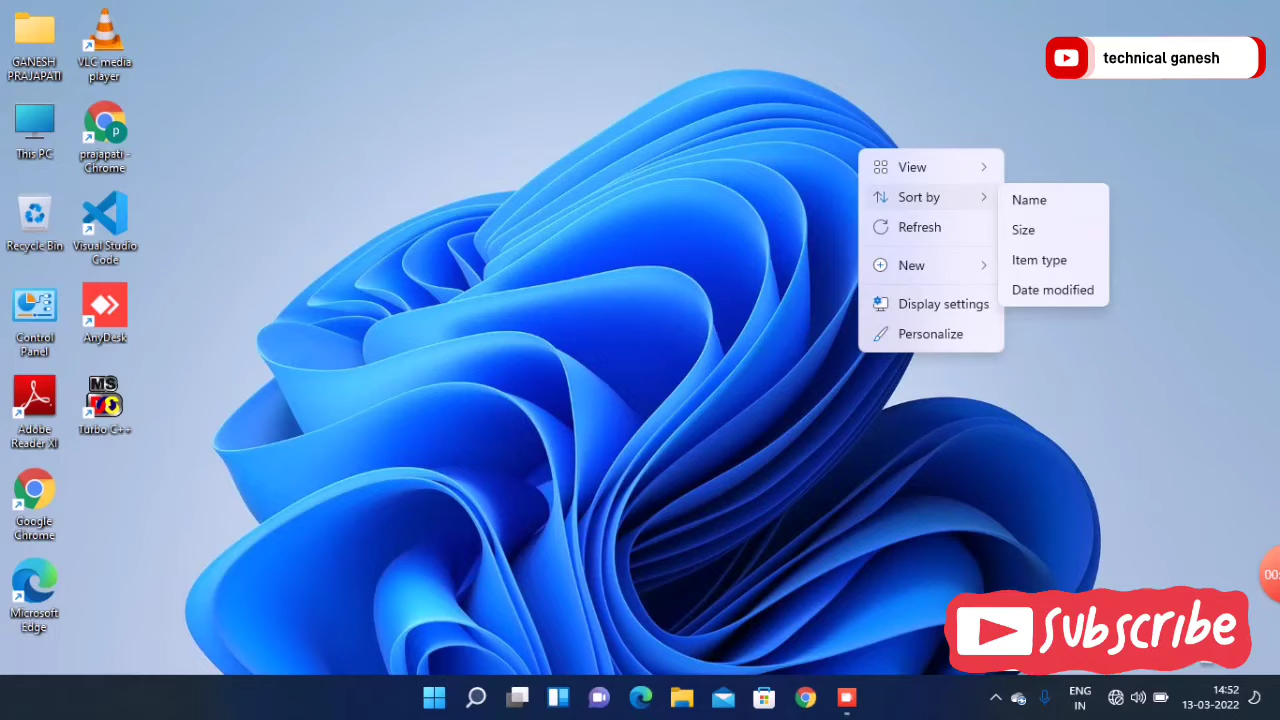 GANESH
PRAJAPATI
VLC media
player
This PC
prajapati -
Chrome
Recycle Bin
Visual Studio
Code
Control
Panel
AnyDesk
Adobe
Reader XI
MS
Turbo C++
Google
Chrome
Microsoft
Edge
technical ganesh
View
Sort by
Refresh
New
Display settings
Personalize
Name
Size
Item type
Date modified
p
00:
Subscribe
ENG
IN
14:52
13-03-2022